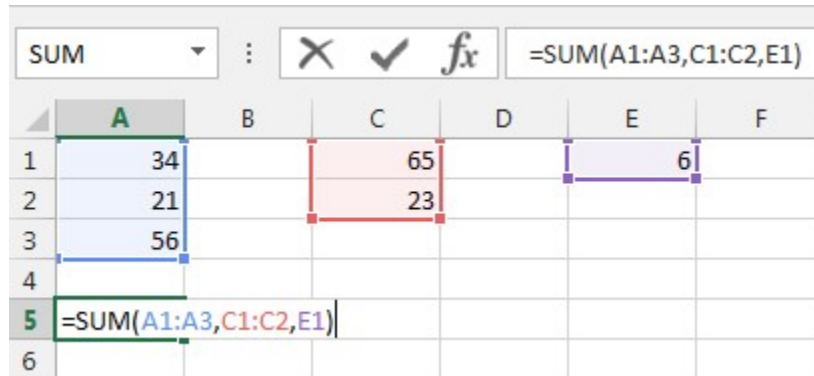 SUM fx =SUM(A1:A3,C1:C2,E1)
A B C D E F
1 34 65 6
2 21 23
3 56
4
5 =SUM(A1:A3,C1:C2,E1)
6